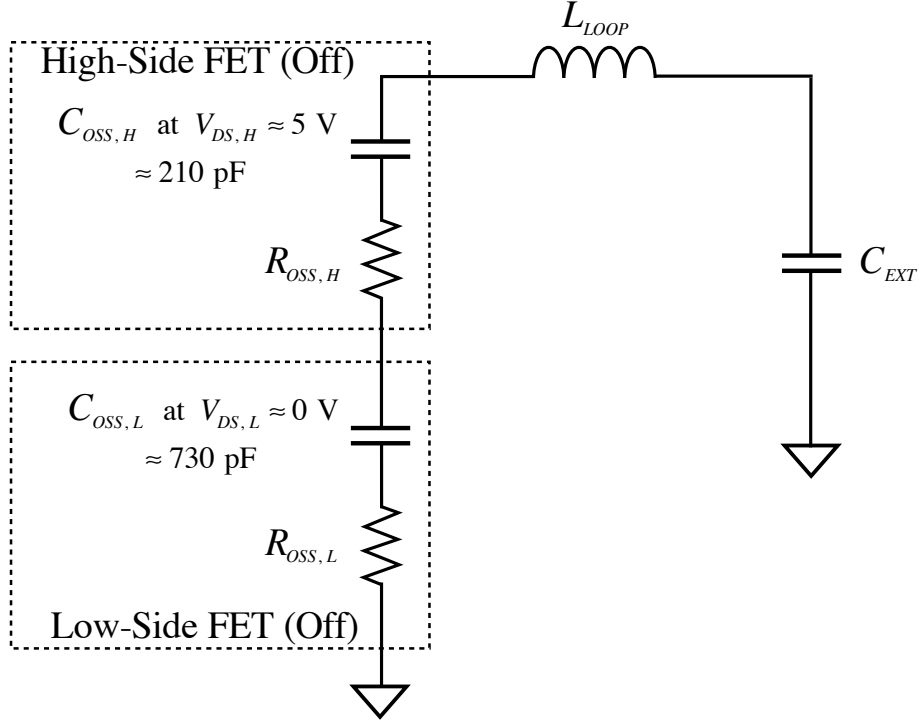 L_LOOP
High-Side FET (Off)
C_OSS,H at V_DS,H ≈ 5 V
≈ 210 pF
R_OSS,H
C_EXT
C_OSS,L at V_DS,L ≈ 0 V
≈ 730 pF
R_OSS,L
Low-Side FET (Off)